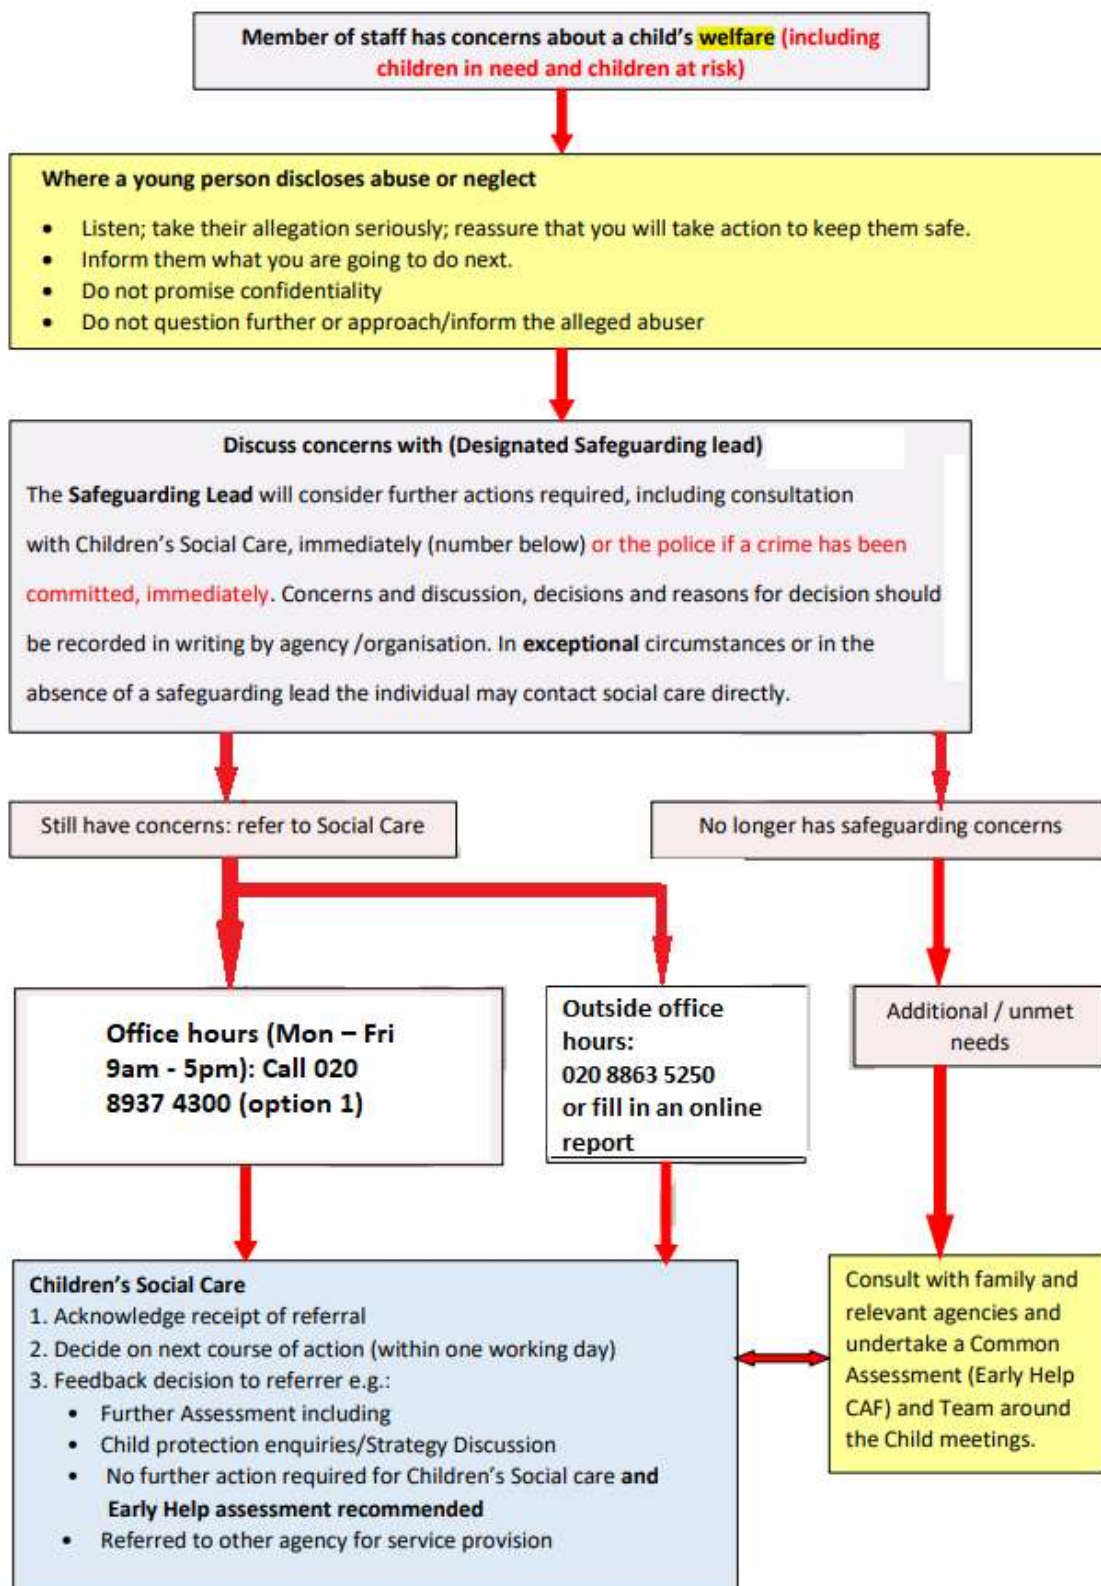 Member of staff has concerns about a child's welfare (including
children in need and children at risk)
Where a young person discloses abuse or neglect
• Listen; take their allegation seriously; reassure that you will take action to keep them safe.
• Inform them what you are going to do next.
• Do not promise confidentiality
• Do not question further or approach/inform the alleged abuser
Discuss concerns with (Designated Safeguarding lead)
The Safeguarding Lead will consider further actions required, including consultation
with Children's Social Care, immediately (number below) or the police if a crime has been
committed, immediately. Concerns and discussion, decisions and reasons for decision should
be recorded in writing by agency /organisation. In exceptional circumstances or in the
absence of a safeguarding lead the individual may contact social care directly.
Still have concerns: refer to Social Care
No longer has safeguarding concerns
Office hours (Mon – Fri
9am - 5pm): Call 020
8937 4300 (option 1)
Outside office
hours:
020 8863 5250
or fill in an online
report
Additional / unmet
needs
Children's Social Care
1. Acknowledge receipt of referral
2. Decide on next course of action (within one working day)
3. Feedback decision to referrer e.g.:
• Further Assessment including
• Child protection enquiries/Strategy Discussion
• No further action required for Children's Social care and
Early Help assessment recommended
• Referred to other agency for service provision
Consult with family and
relevant agencies and
undertake a Common
Assessment (Early Help
CAF) and Team around
the Child meetings.